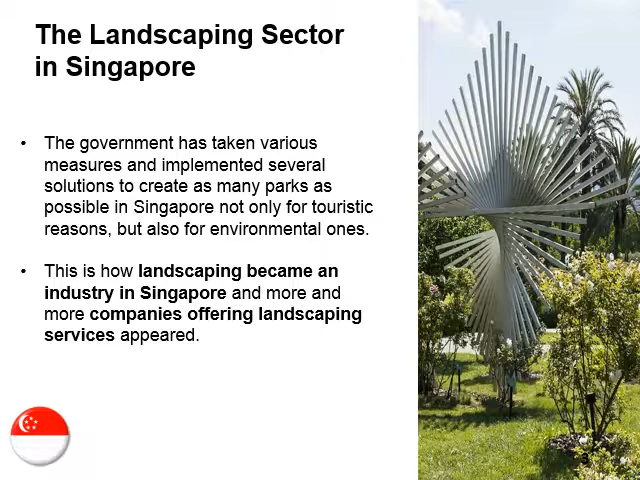 The Landscaping Sector
in Singapore
• The government has taken various
measures and implemented several
solutions to create as many parks as
possible in Singapore not only for touristic
reasons, but also for environmental ones.
• This is how landscaping became an
industry in Singapore and more and
more companies offering landscaping
services appeared.